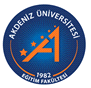 AKDENİZ ÜNİVERSİTESİ
1982
EĞİTİM FAKÜLTESİ